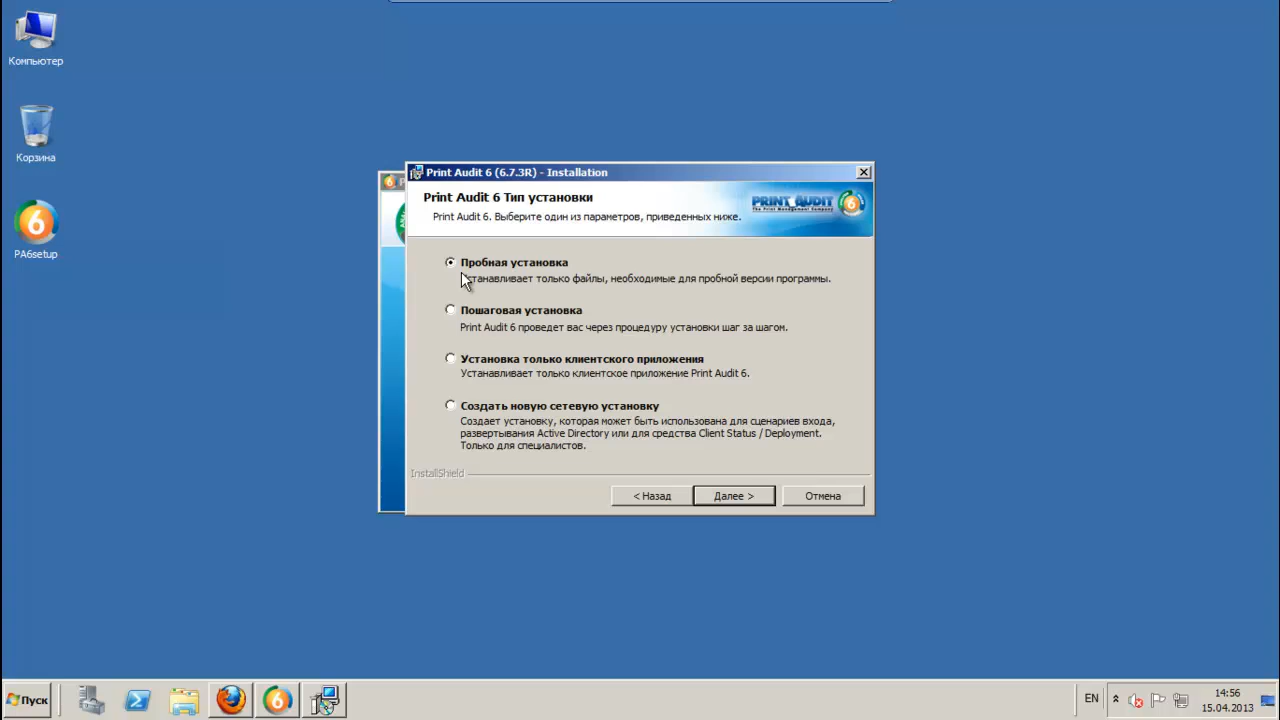 Компьютер
Корзина
PA6setup
Print Audit 6 (6.7.3R) - Installation
Print Audit 6 Тип установки
Print Audit 6. Выберите один из параметров, приведенных ниже.
PRINT AUDIT
The Print Management Company
6
Пробная установка
станавливает только файлы, необходимые для пробной версии программы.
Пошаговая установка
Print Audit 6 проведет вас через процедуру установки шаг за шагом.
Установка только клиентского приложения
Устанавливает только клиентское приложение Print Audit 6.
Создать новую сетевую установку
Создает установку, которая может быть использована для сценариев входа,
развертывания Active Directory или для средства Client Status / Deployment.
Только для специалистов.
InstallShield
< Назад
Далее >
Отмена
Пуск
EN
14:56
15.04.2013